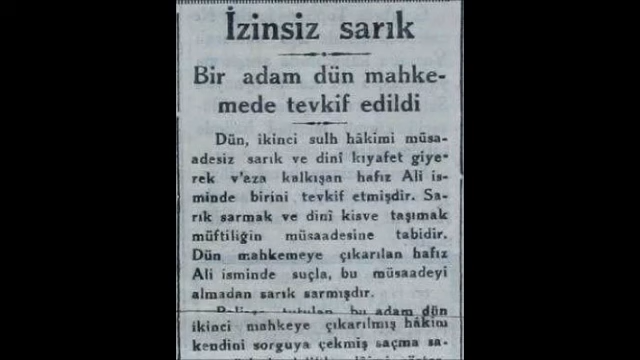 İzinsiz sarık
Bir adam dün mahke-
mede tevkif edildi
Dün, ikinci sulh hâkimi müsa-
adesiz sarık ve dinî kıyafet giye-
rek v'aza kalkışan hafız Ali is-
minde birini tevkif etmişdir. Sa-
rık sarmak ve dinî kisve taşımak
müftiliğin müsaadesine tabidir.
Dün mahkemeye çıkarılan hafız
Ali isminde suçla, bu müsaadeyi
almadan sarık sarmışdır.
bu adam dün
ikinci mahkeye çıkarılmış hâkim
kendini sorguya çekmiş saçma sa-